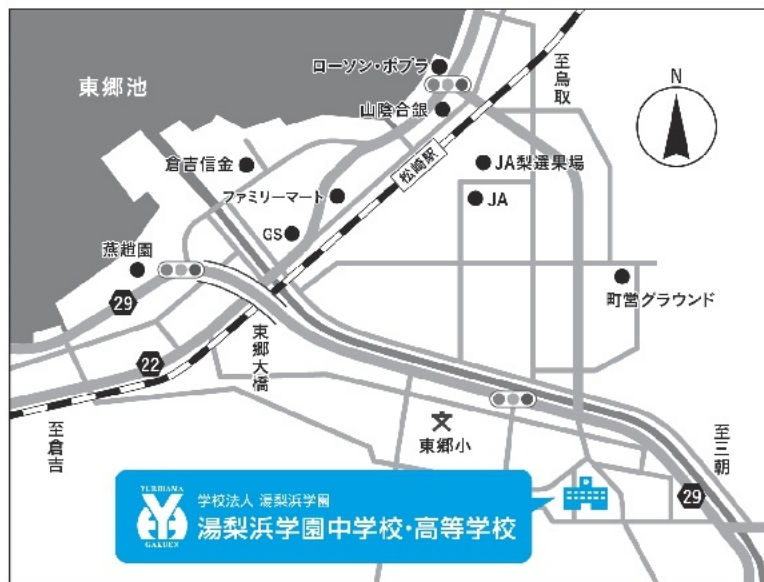 ローソン・ポプラ
東郷池
至鳥取
N
山陰合銀
倉吉信金
松崎駅
JA梨選果場
ファミリーマート
JA
GS
燕趙園
町営グラウンド
29
東郷大橋
22
至倉吉
東郷小
至三朝
29
YURIHAMA
GAKUEN
学校法人 湯梨浜学園
湯梨浜学園中学校・高等学校